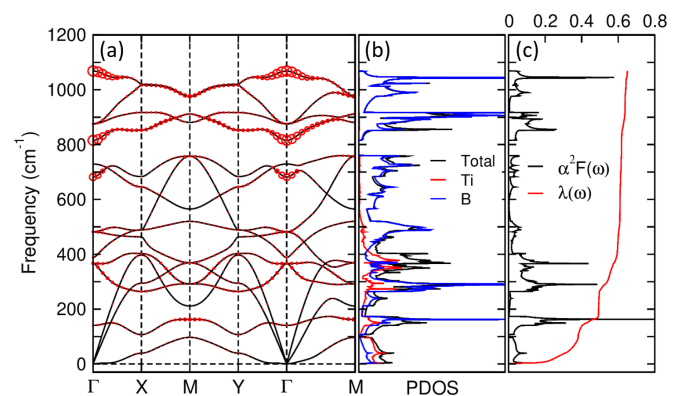 0 0.2 0.4 0.6 0.8
1200
(a) (b) (c)
1000
800
Total
Ti
B
α²F(ω)
λ(ω)
600
400
200
0
Frequency (cm⁻¹)
Γ X M Y Γ M
PDOS